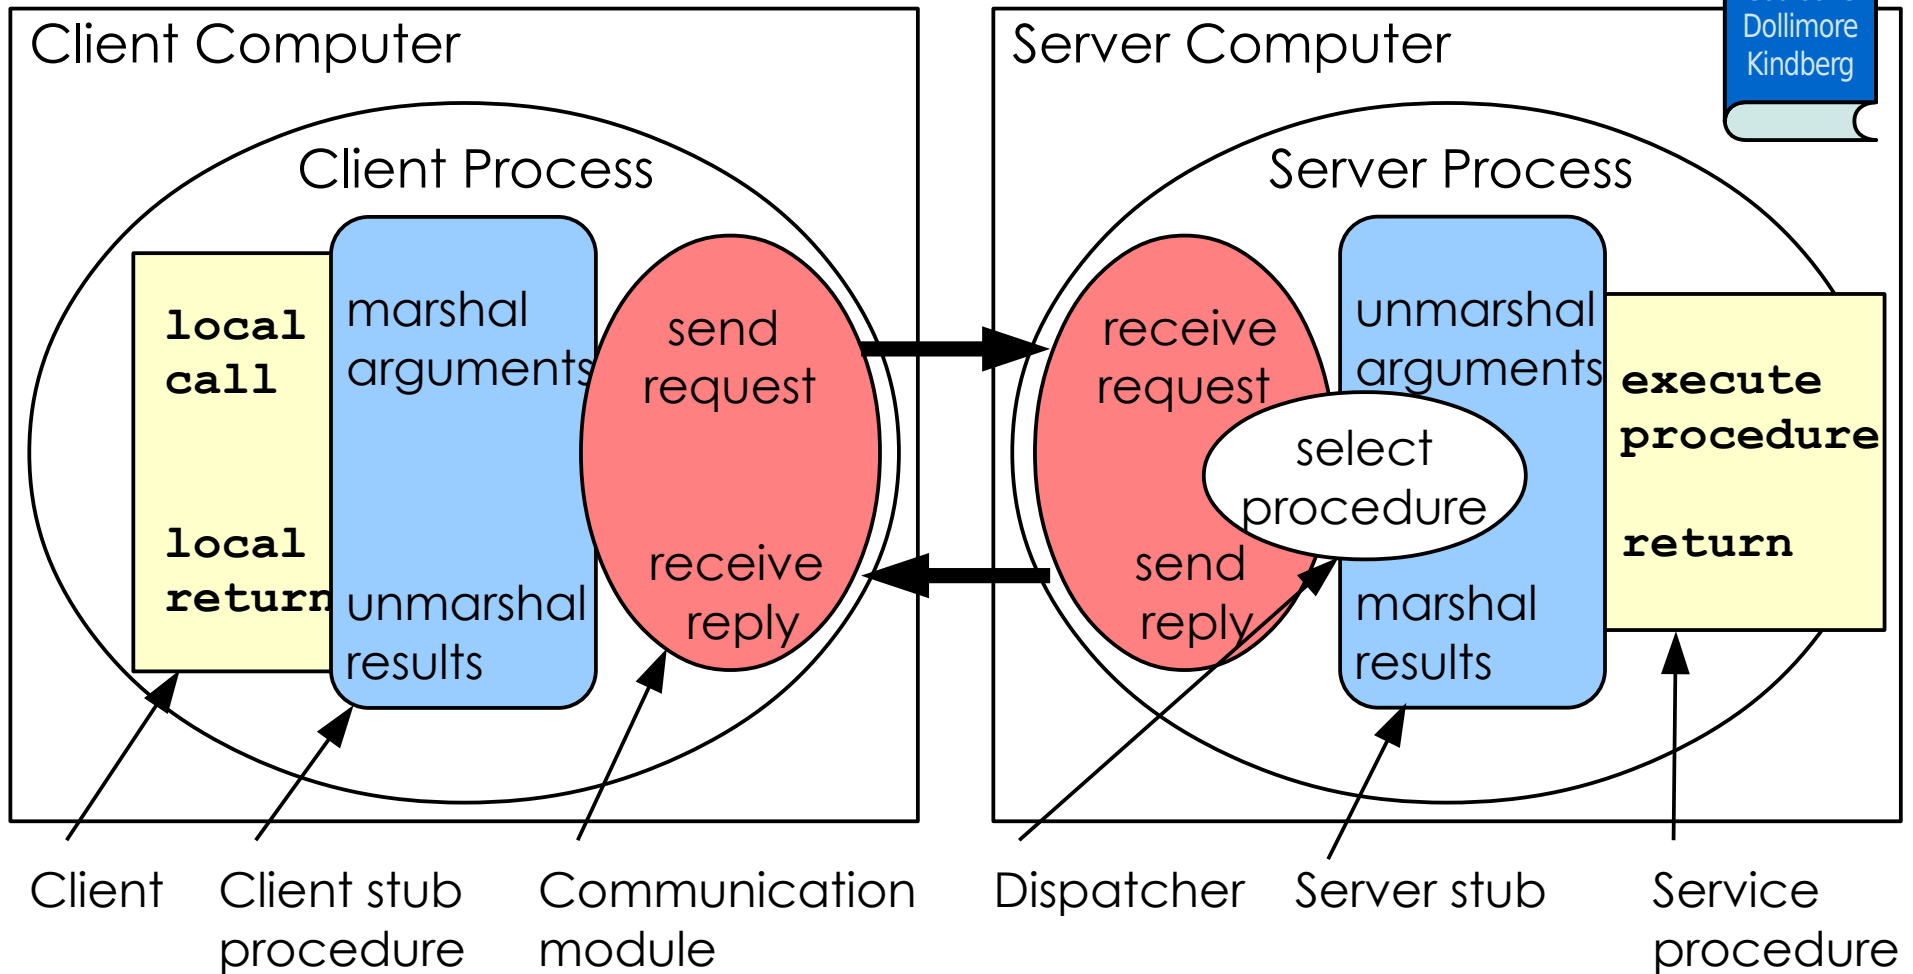 Client Computer
Client Process
local
call
local
return
marshal
arguments
unmarshal
results
send
request
receive
reply
Server Computer
Dollimore
Kindberg
Server Process
receive
request
send
reply
select
procedure
unmarshal
arguments
marshal
results
execute
procedure
return
Client
Client stub
procedure
Communication
module
Dispatcher
Server stub
Service
procedure